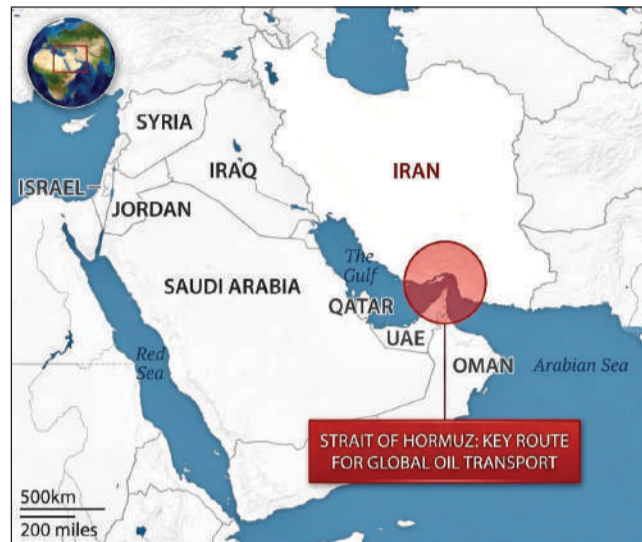 SYRIA
ISRAEL
IRAQ
IRAN
JORDAN
The
Gulf
SAUDI ARABIA
QATAR
UAE
Red
Sea
OMAN
Arabian Sea
STRAIT OF HORMUZ: KEY ROUTE
FOR GLOBAL OIL TRANSPORT
500km
200 miles